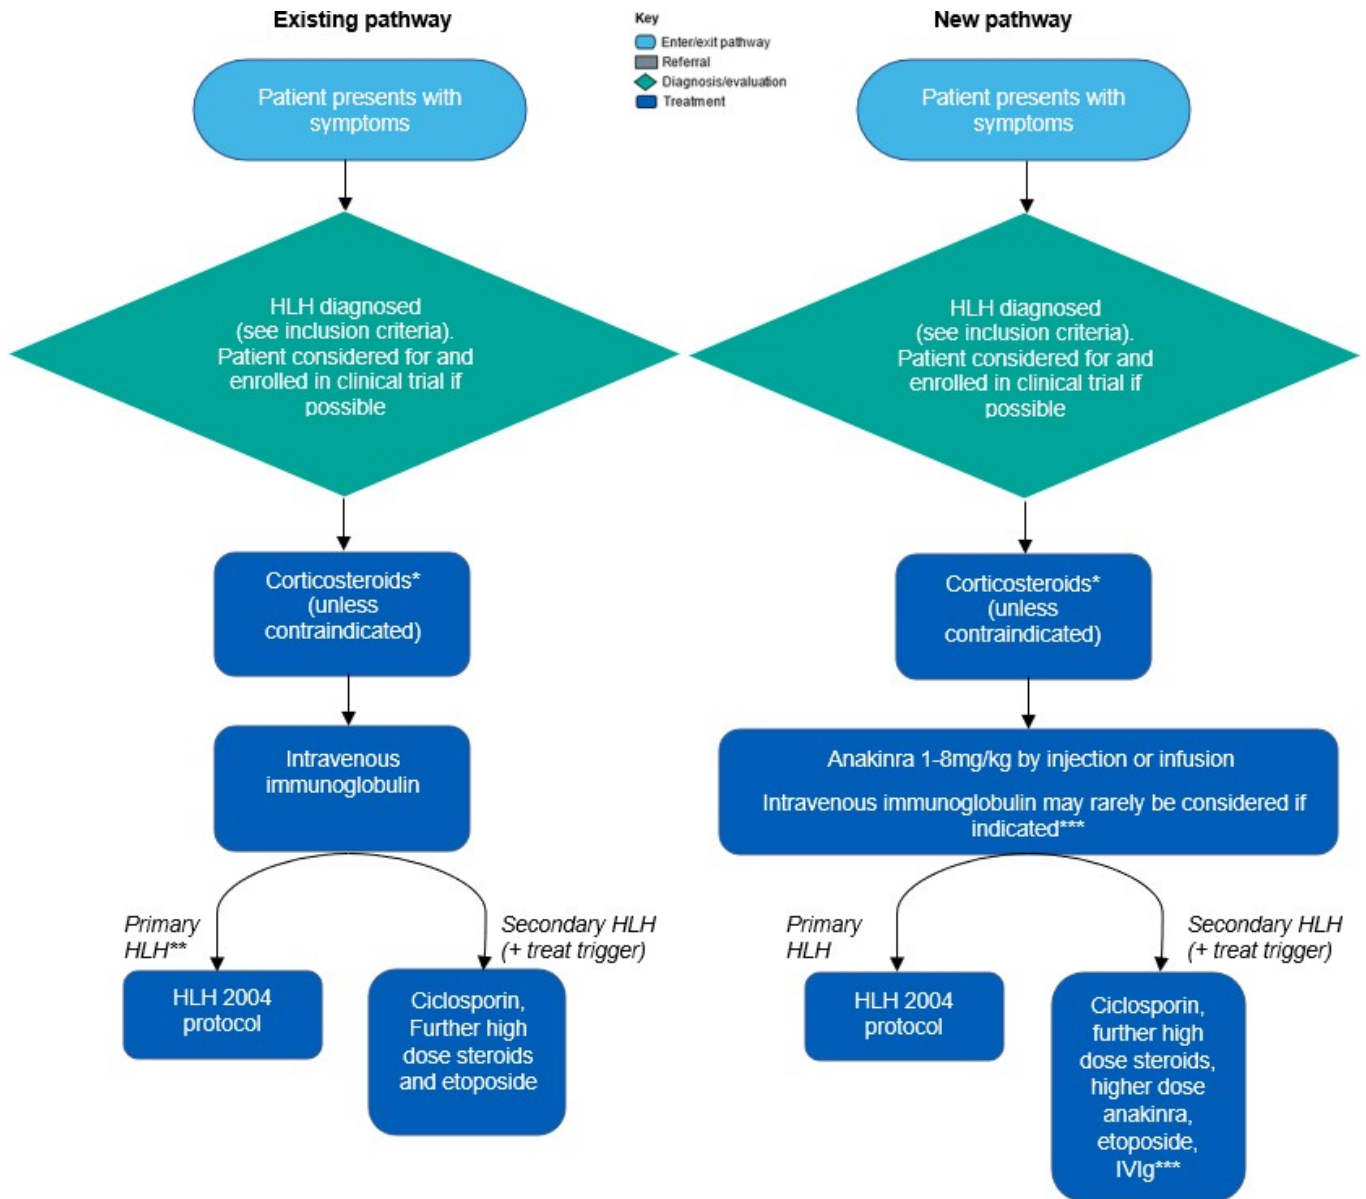 Existing pathway
Key
Enter/exit pathway
Referral
Diagnosis/evaluation
Treatment
New pathway
Patient presents with
symptoms
HLH diagnosed
(see inclusion criteria).
Patient considered for and
enrolled in clinical trial if
possible
Corticosteroids*
(unless
contraindicated)
Intravenous
immunoglobulin
Primary
HLH**
Secondary HLH
(+ treat trigger)
HLH 2004
protocol
Ciclosporin,
Further high
dose steroids
and etoposide
Patient presents with
symptoms
HLH diagnosed
(see inclusion criteria).
Patient considered for and
enrolled in clinical trial if
possible
Corticosteroids*
(unless
contraindicated)
Anakinra 1-8mg/kg by injection or infusion
Intravenous immunoglobulin may rarely be considered if
indicated***
Primary
HLH
Secondary HLH
(+ treat trigger)
HLH 2004
protocol
Ciclosporin,
further high
dose steroids,
higher dose
anakinra,
etoposide,
IVIg***